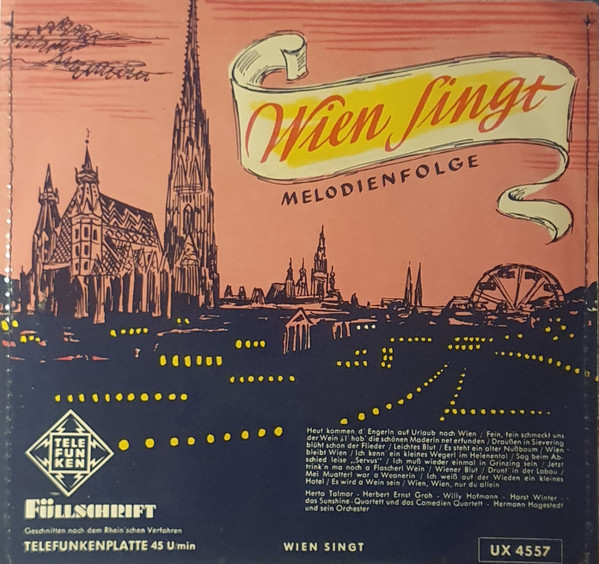 Wien singt
MELODIENFOLGE
TELE
FUN
KEN
FÜLLSCHRIFT
Geschnitten nach dem Rhein'schen Verfahren
TELEFUNKENPLATTE 45 U/min
Heut kommen d' Engerln auf Urlaub nach Wien / Fein, fein schmeckt uns
der Wein / I' hab' die schönen Maderln net erfunden / Draußen in Sievering
blüht schon der Flieder / Leichtes Blut / Es steht ein alter Nußbaum / Wien
bleibt Wien / Ich kenn' ein kleines Wegerl im Helenental / Sag beim Ab-
schied leise „Servus" / Ich muß wieder einmal in Grinzing sein / Jetzt
trink'n ma noch a Flascherl Wein / Wiener Blut / Drunt' in der Lobau /
Mei Muatterl war a Weanerin / Ich weiß auf der Wieden ein kleines
Hotel / Es wird a Wein sein / Wien, Wien, nur du allein
Herta Talmar - Herbert Ernst Groh - Willy Hofmann - Horst Winter -
das Sunshine-Quartett und das Comedien Quartett - Hermann Hagestedt
und sein Orchester
WIEN SINGT
UX 4557